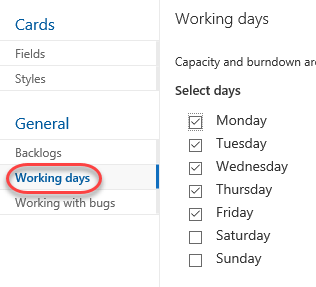 Cards
Fields
Styles
General
Backlogs
Working days
Working with bugs
Working days
Capacity and burndown are
Select days
Monday
Tuesday
Wednesday
Thursday
Friday
Saturday
Sunday